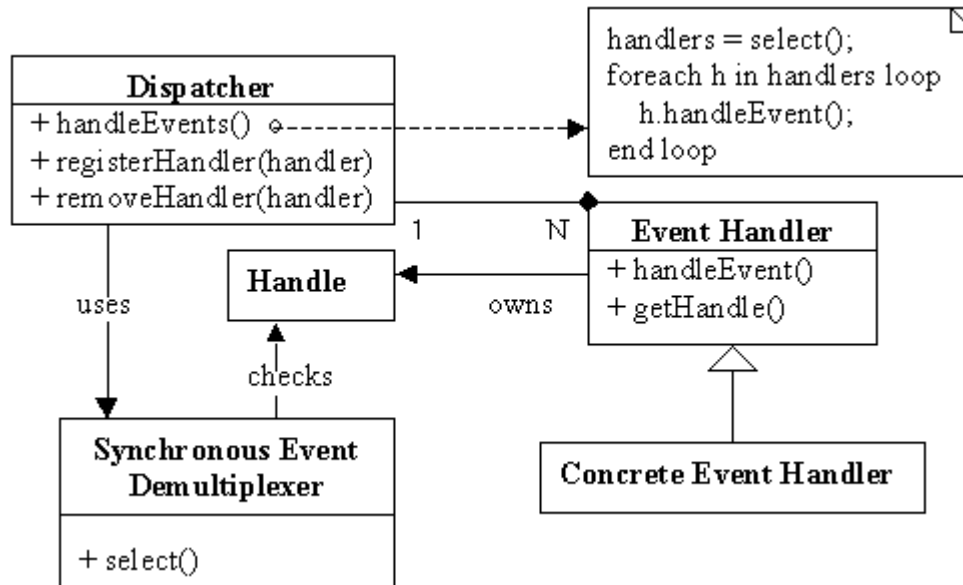 Dispatcher
+ handleEvents()
+ registerHandler(handler)
+ removeHandler(handler)
handlers = select();
foreach h in handlers loop
h.handleEvent();
end loop
1
N
Event Handler
+ handleEvent()
+ getHandle()
Handle
owns
uses
checks
Synchronous Event
Demultiplexer
+ select()
Concrete Event Handler